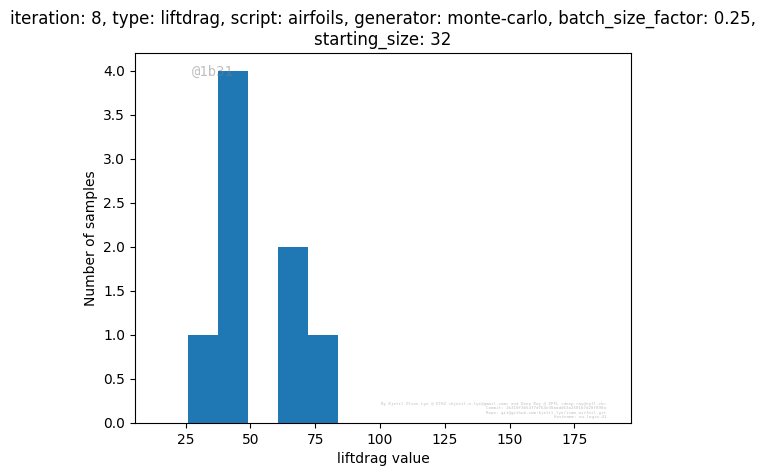 iteration: 8, type: liftdrag, script: airfoils, generator: monte-carlo, batch_size_factor: 0.25,
starting_size: 32
@1b31
4.0
3.5
3.0
2.5
2.0
1.5
1.0
0.5
0.0
Number of samples
25 50 75 100 125 150 175
liftdrag value